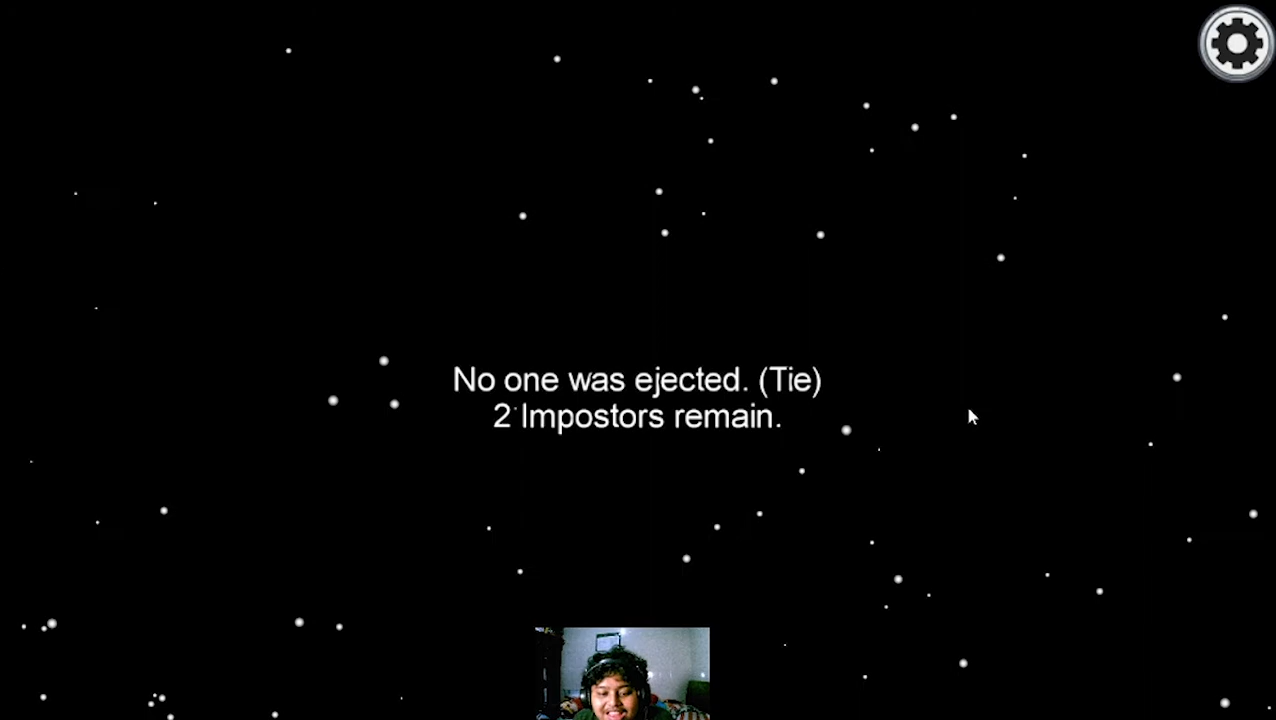 No one was ejected. (Tie)
2 Impostors remain.